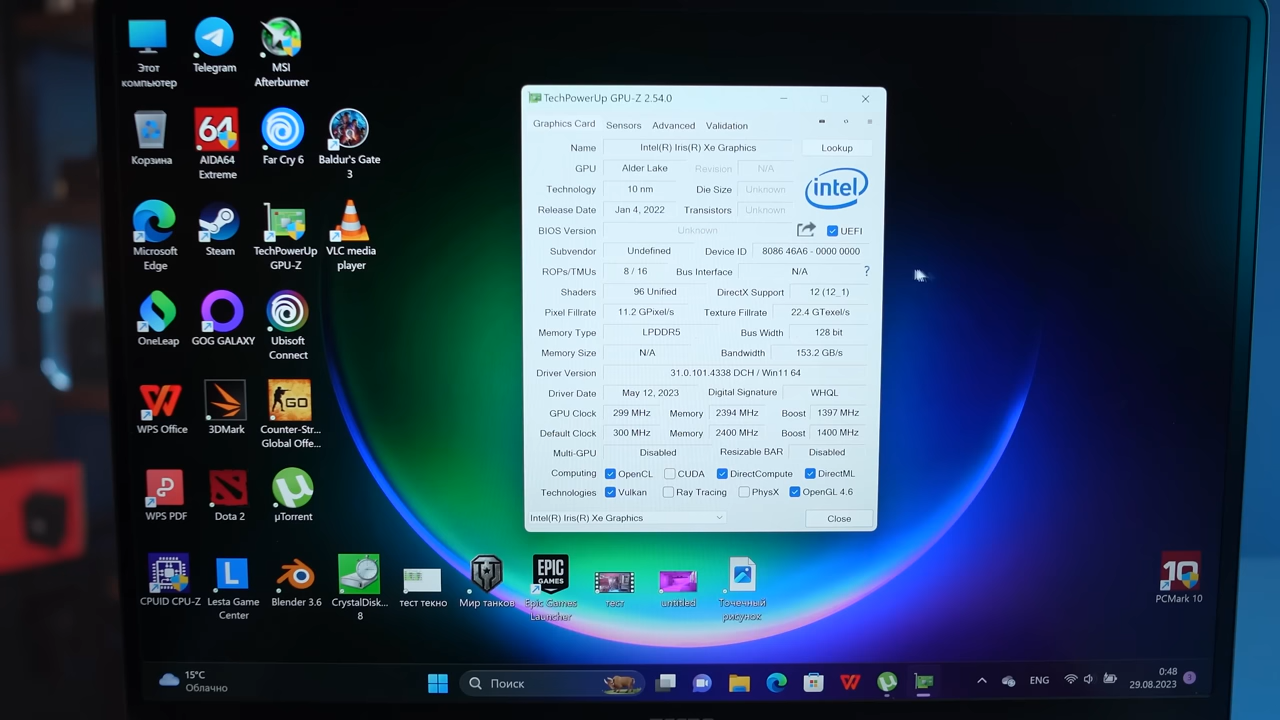 Этот
компьютер
Telegram
MSI
Afterburner
Корзина
64
AIDA64
Extreme
Far Cry 6
Baldur's Gate
3
Microsoft
Edge
Steam
TechPowerUp
GPU-Z
VLC media
player
OneLeap
GOG GALAXY
Ubisoft
Connect
WPS Office
3DMark
GO
Counter-Str...
Global Offe...
WPS PDF
Dota 2
µTorrent
CPUID CPU-Z
L
Lesta Game
Center
Blender 3.6
CrystalDisk...
8
тест техно
Мир танков
EPIC
GAMES
Epic Games
Launcher
тест
untitled
Точечный
рисунок
10
PCMark 10
TechPowerUp GPU-Z 2.54.0
Graphics Card Sensors Advanced Validation
Name Intel(R) Iris(R) Xe Graphics Lookup
GPU Alder Lake Revision N/A
intel
Technology 10 nm Die Size Unknown
Release Date Jan 4, 2022 Transistors Unknown
BIOS Version Unknown UEFI
Subvendor Undefined Device ID 8086 46A6 - 0000 0000
ROPs/TMUs 8 / 16 Bus Interface N/A ?
Shaders 96 Unified DirectX Support 12 (12_1)
Pixel Fillrate 11.2 GPixel/s Texture Fillrate 22.4 GTexel/s
Memory Type LPDDR5 Bus Width 128 bit
Memory Size N/A Bandwidth 153.2 GB/s
Driver Version 31.0.101.4338 DCH / Win11 64
Driver Date May 12, 2023 Digital Signature WHQL
GPU Clock 299 MHz Memory 2394 MHz Boost 1397 MHz
Default Clock 300 MHz Memory 2400 MHz Boost 1400 MHz
Multi-GPU Disabled Resizable BAR Disabled
Computing OpenCL CUDA DirectCompute DirectML
Technologies Vulkan Ray Tracing PhysX OpenGL 4.6
Intel(R) Iris(R) Xe Graphics Close
15°C
Облачно
Поиск
ENG
0:48
29.08.2023